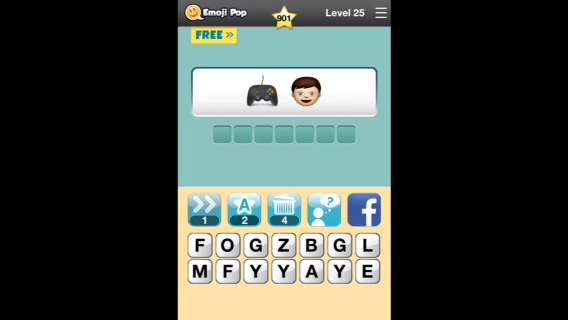 Emoji Pop
901
Level 25
FREE »
A
?
f
1
2
4
F O G Z B G L
M F Y Y A Y E